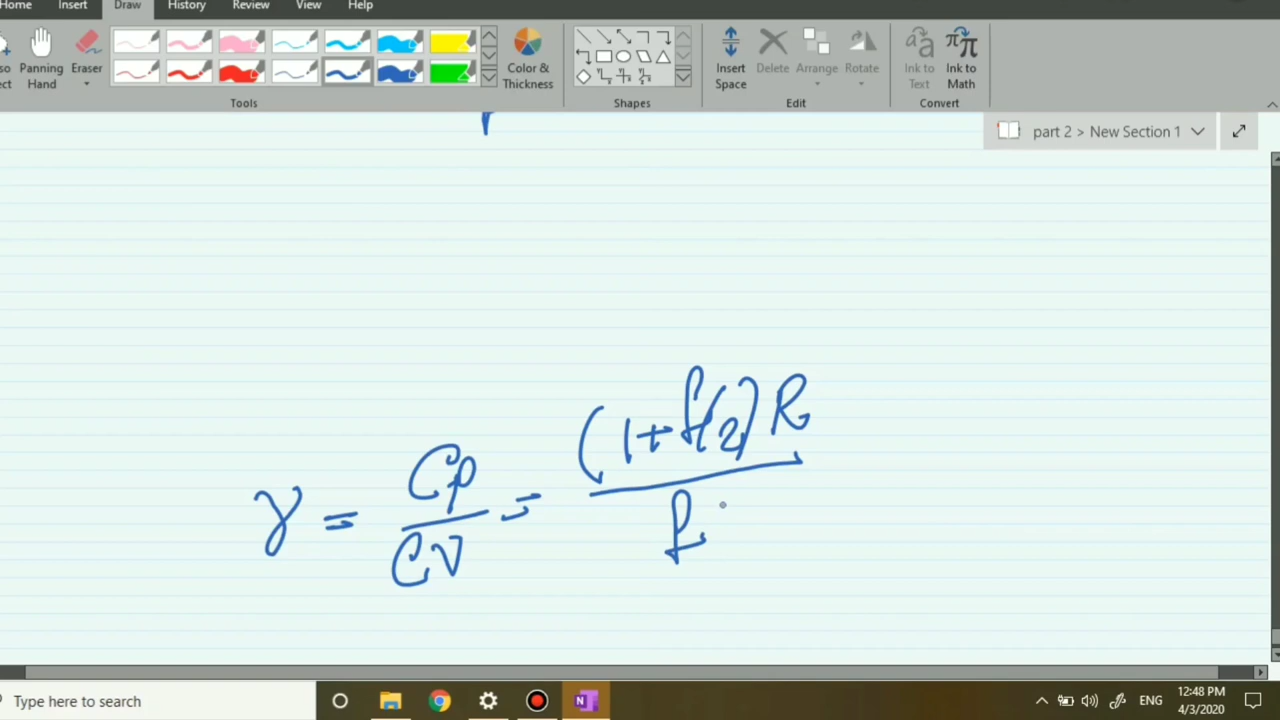 Home Insert Draw History Review View Help
Panning Hand
Eraser
Color & Thickness
Insert Space
Delete
Arrange
Rotate
Ink to Text
Ink to Math
Tools
Shapes
Edit
Convert
part 2 > New Section 1
γ = Cp / CV = (1 + f/2) R / f
Type here to search
ENG
12:48 PM
4/3/2020